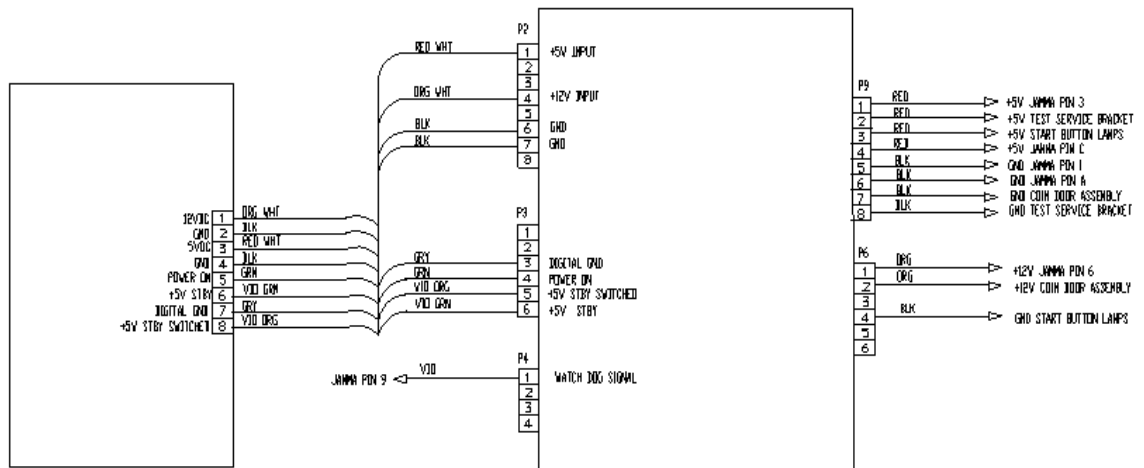 12VDC 1 ORG WHT
GND 2 BLK
5VDC 3 RED WHT
GND 4 BLK
POWER ON 5 GRN
+5V STBY 6 VIO GRN
DIGITAL GND 7 GRY
+5V STBY SWITCHET 8 VIO ORG
P2
RED WHT 1 +5V INPUT
2
3
ORG WHT 4 +12V INPUT
5
BLK 6 GND
BLK 7 GND
8
P3
1
2
GRY 3 DIGITAL GND
GRN 4 POWER ON
VIO ORG 5 +5V STBY SWITCHED
VIO GRN 6 +5V STBY
P4
JAMMA PIN 9 VIO 1 WATCH DOG SIGNAL
2
3
4
P9
1 RED +5V JAMMA PIN 3
2 RED +5V TEST SERVICE BRACKET
3 RED +5V START BUTTON LAMPS
4 RED +5V JAMMA PIN C
5 BLK GND JAMMA PIN 1
6 BLK GND JAMMA PIN A
7 BLK GND COIN DOOR ASSEMBLY
8 BLK GND TEST SERVICE BRACKET
P6
1 ORG +12V JAMMA PIN 6
2 ORG +12V COIN DOOR ASSEMBLY
3
4 BLK GND START BUTTON LAMPS
5
6